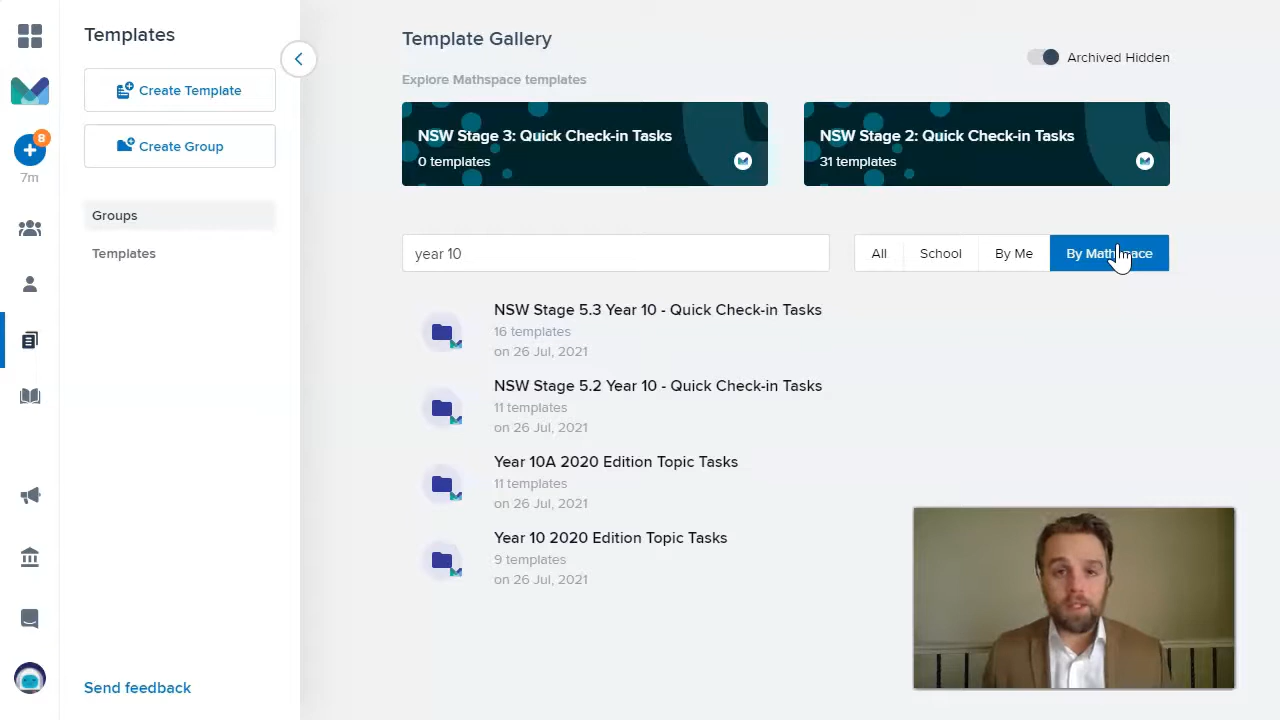 Templates
Create Template
Create Group
Groups
Templates
Send feedback
8
7m
Template Gallery
Archived Hidden
Explore Mathspace templates
NSW Stage 3: Quick Check-in Tasks
0 templates
NSW Stage 2: Quick Check-in Tasks
31 templates
year 10
All
School
By Me
By Mathspace
NSW Stage 5.3 Year 10 - Quick Check-in Tasks
16 templates
on 26 Jul, 2021
NSW Stage 5.2 Year 10 - Quick Check-in Tasks
11 templates
on 26 Jul, 2021
Year 10A 2020 Edition Topic Tasks
11 templates
on 26 Jul, 2021
Year 10 2020 Edition Topic Tasks
9 templates
on 26 Jul, 2021